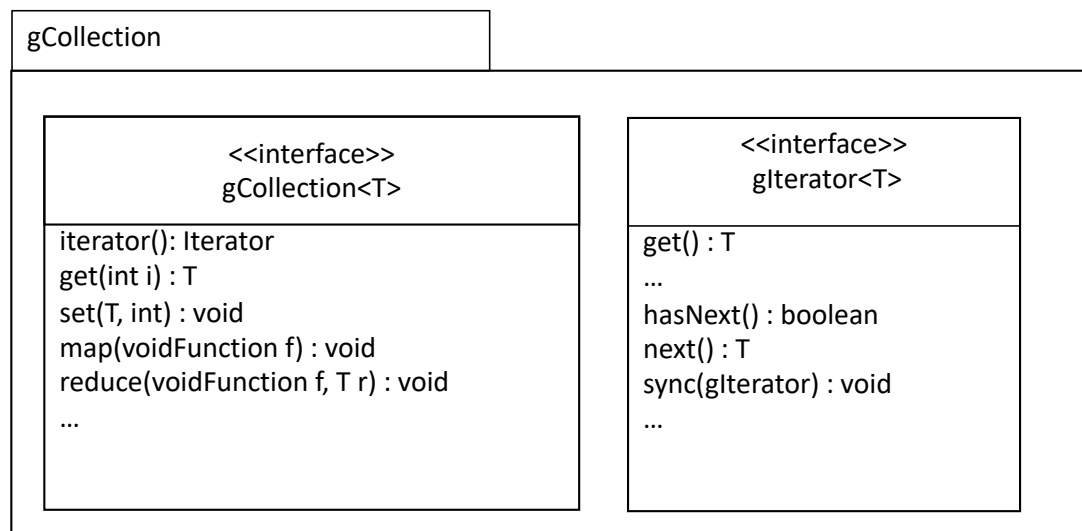 gCollection
<<interface>>
gCollection<T>
iterator(): Iterator
get(int i) : T
set(T, int) : void
map(voidFunction f) : void
reduce(voidFunction f, T r) : void
...
<<interface>>
gIterator<T>
get() : T
...
hasNext() : boolean
next() : T
sync(gIterator) : void
...